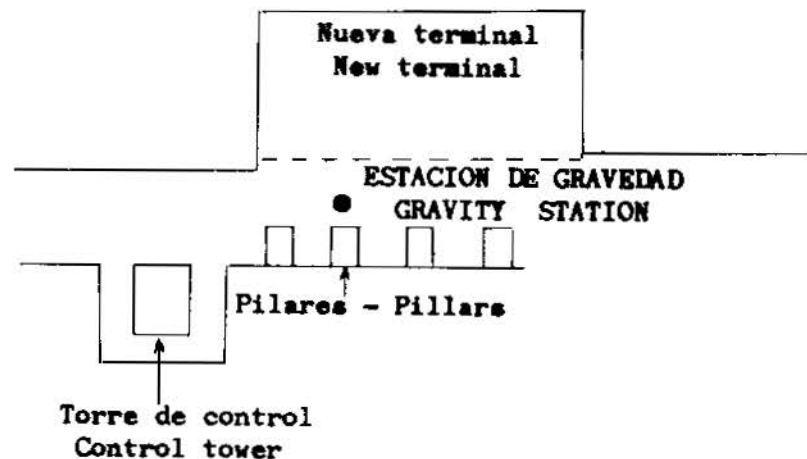 Nueva terminal
New terminal
ESTACION DE GRAVEDAD
GRAVITY STATION
Pilares - Pillars
Torre de control
Control tower